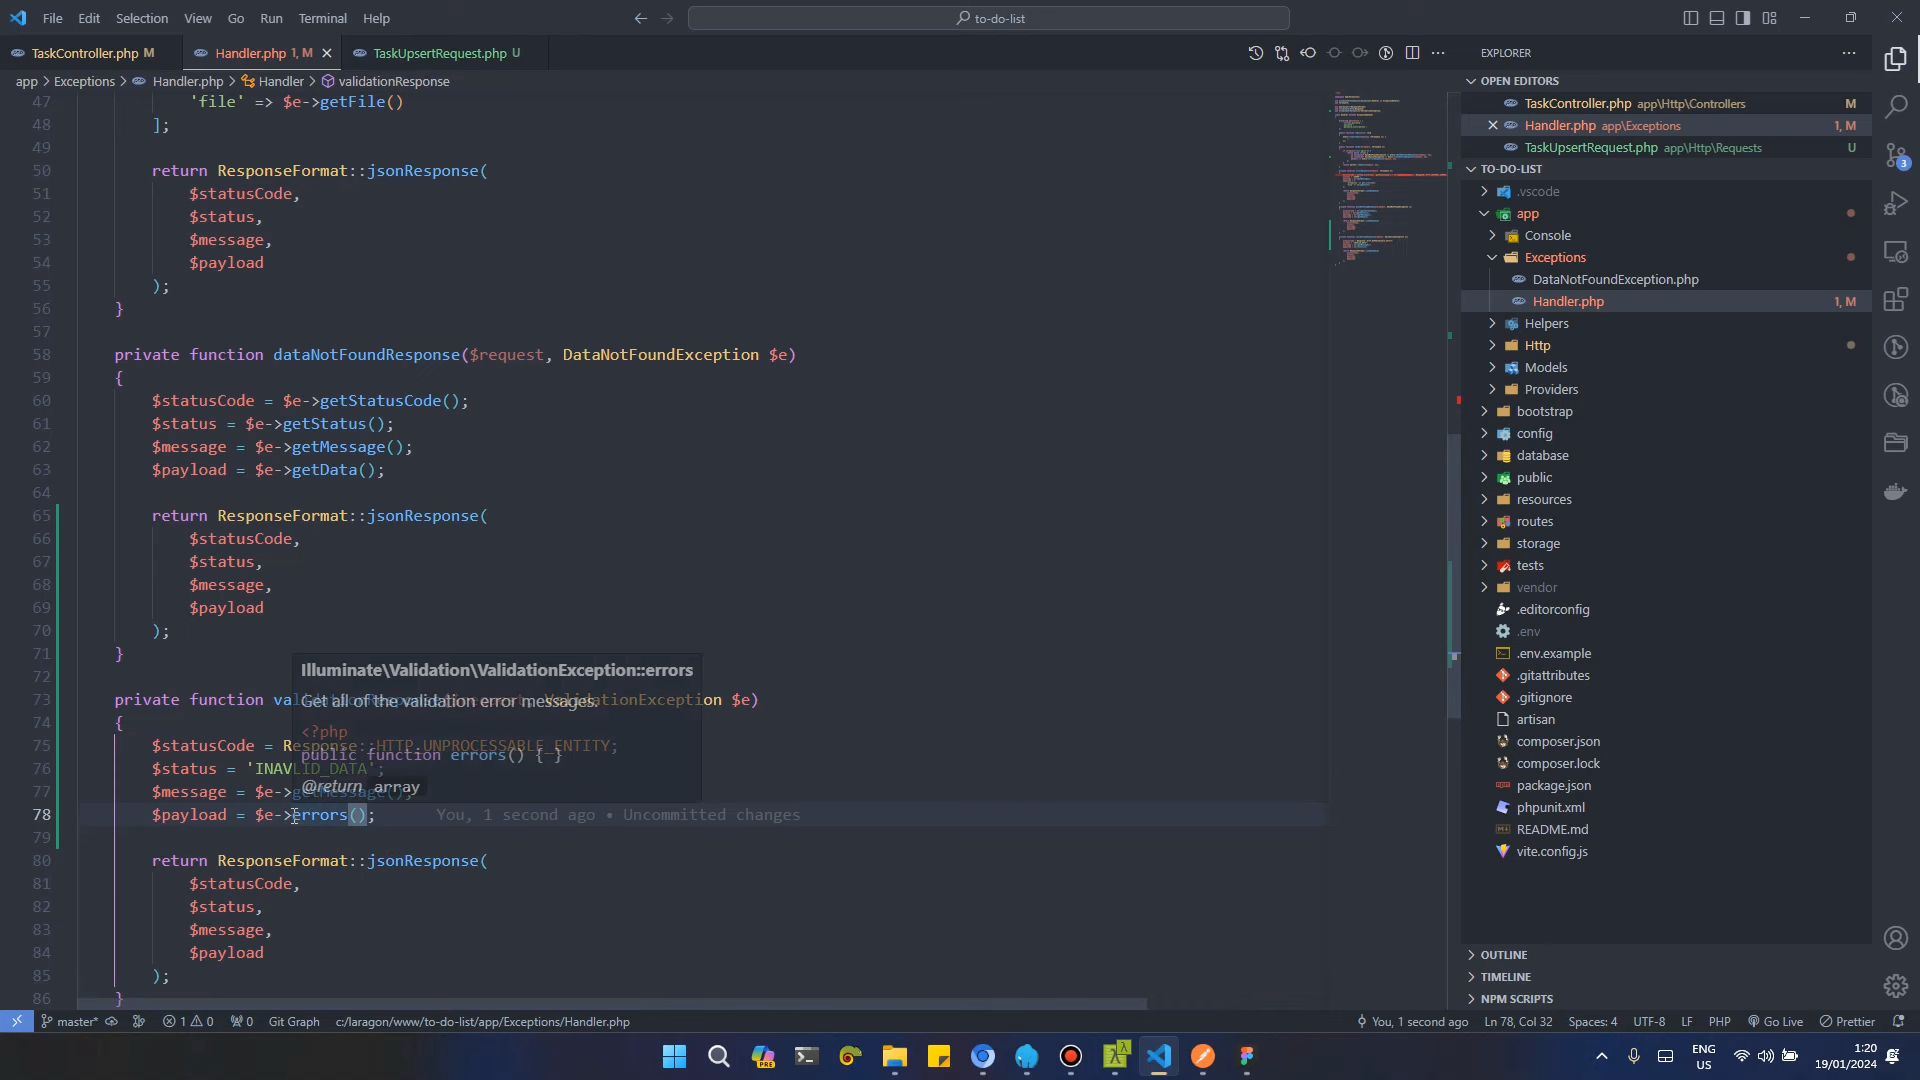 File Edit Selection View Go Run Terminal Help
to-do-list
TaskController.php M
Handler.php 1, M
TaskUpsertRequest.php U
app > Exceptions > Handler.php > Handler > validationResponse
47 'file' => $e->getFile()
48 ];
49
50 return ResponseFormat::jsonResponse(
51 $statusCode,
52 $status,
53 $message,
54 $payload
55 );
56 }
57
58 private function dataNotFoundResponse($request, DataNotFoundException $e)
59 {
60 $statusCode = $e->getStatusCode();
61 $status = $e->getStatus();
62 $message = $e->getMessage();
63 $payload = $e->getData();
64
65 return ResponseFormat::jsonResponse(
66 $statusCode,
67 $status,
68 $message,
69 $payload
70 );
71 }
72
Illuminate\Validation\ValidationException::errors
73 private function validationResponse($request, ValidationException $e)
Get all of the validation error messages.
74 {
<?php
75 $statusCode = Response::HTTP_UNPROCESSABLE_ENTITY;
public function errors() { }
76 $status = 'INAVLID_DATA';
@return array
77 $message = $e->getMessage();
78 $payload = $e->errors(); You, 1 second ago • Uncommitted changes
79
80 return ResponseFormat::jsonResponse(
81 $statusCode,
82 $status,
83 $message,
84 $payload
85 );
86 }
EXPLORER
OPEN EDITORS
TaskController.php app\Http\Controllers M
Handler.php app\Exceptions 1, M
TaskUpsertRequest.php app\Http\Requests U
TO-DO-LIST
.vscode
app
Console
Exceptions
DataNotFoundException.php
Handler.php 1, M
Helpers
Http
Models
Providers
bootstrap
config
database
public
resources
routes
storage
tests
vendor
.editorconfig
.env
.env.example
.gitattributes
.gitignore
artisan
composer.json
composer.lock
package.json
phpunit.xml
README.md
vite.config.js
OUTLINE
TIMELINE
NPM SCRIPTS
3
master* 1 0 0 Git Graph c:/laragon/www/to-do-list/app/Exceptions/Handler.php
You, 1 second ago Ln 78, Col 32 Spaces: 4 UTF-8 LF PHP Go Live Prettier
PRE
ENG
US
1:20
19/01/2024